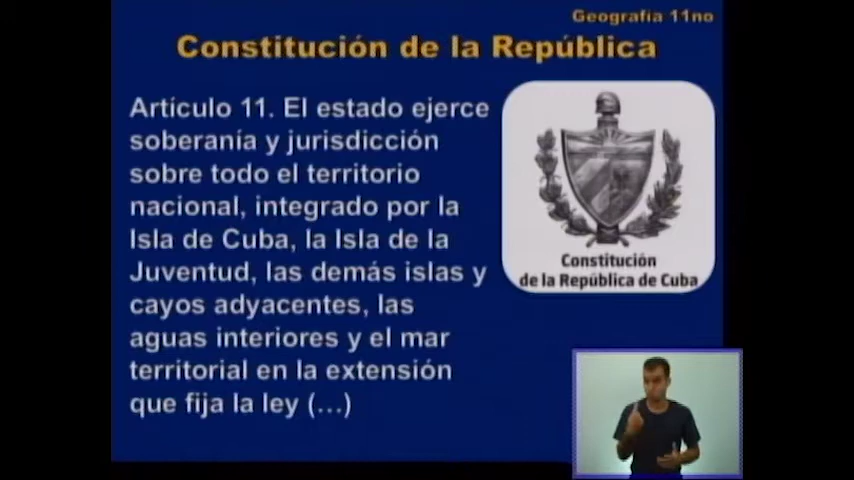 Geografía 11no
Constitución de la República
Artículo 11. El estado ejerce
soberanía y jurisdicción
sobre todo el territorio
nacional, integrado por la
Isla de Cuba, la Isla de la
Juventud, las demás islas y
cayos adyacentes, las
aguas interiores y el mar
territorial en la extensión
que fija la ley (...)
Constitución
de la República de Cuba